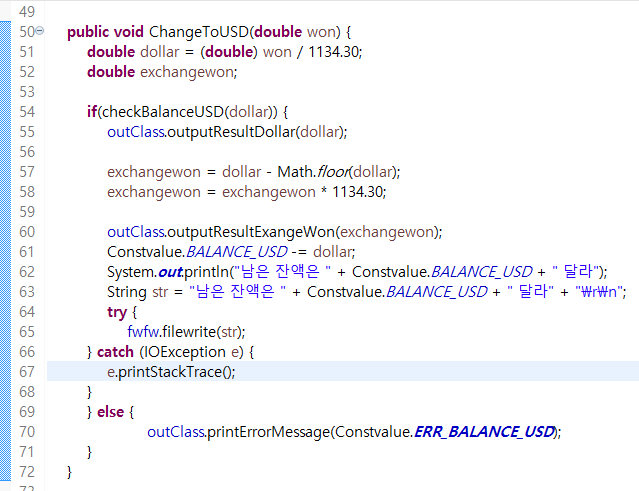 49
50 public void ChangeToUSD(double won) {
51 double dollar = (double) won / 1134.30;
52 double exchangewon;
53
54 if(checkBalanceUSD(dollar)) {
55 outClass.outputResultDollar(dollar);
56
57 exchangewon = dollar - Math.floor(dollar);
58 exchangewon = exchangewon * 1134.30;
59
60 outClass.outputResultExangeWon(exchangewon);
61 Constvalue.BALANCE_USD -= dollar;
62 System.out.println("남은 잔액은 " + Constvalue.BALANCE_USD + " 달라");
63 String str = "남은 잔액은 " + Constvalue.BALANCE_USD + " 달라" + "₩r₩n";
64 try {
65 fwfw.filewrite(str);
66 } catch (IOException e) {
67 e.printStackTrace();
68 }
69 } else {
70 outClass.printErrorMessage(Constvalue.ERR_BALANCE_USD);
71 }
72 }